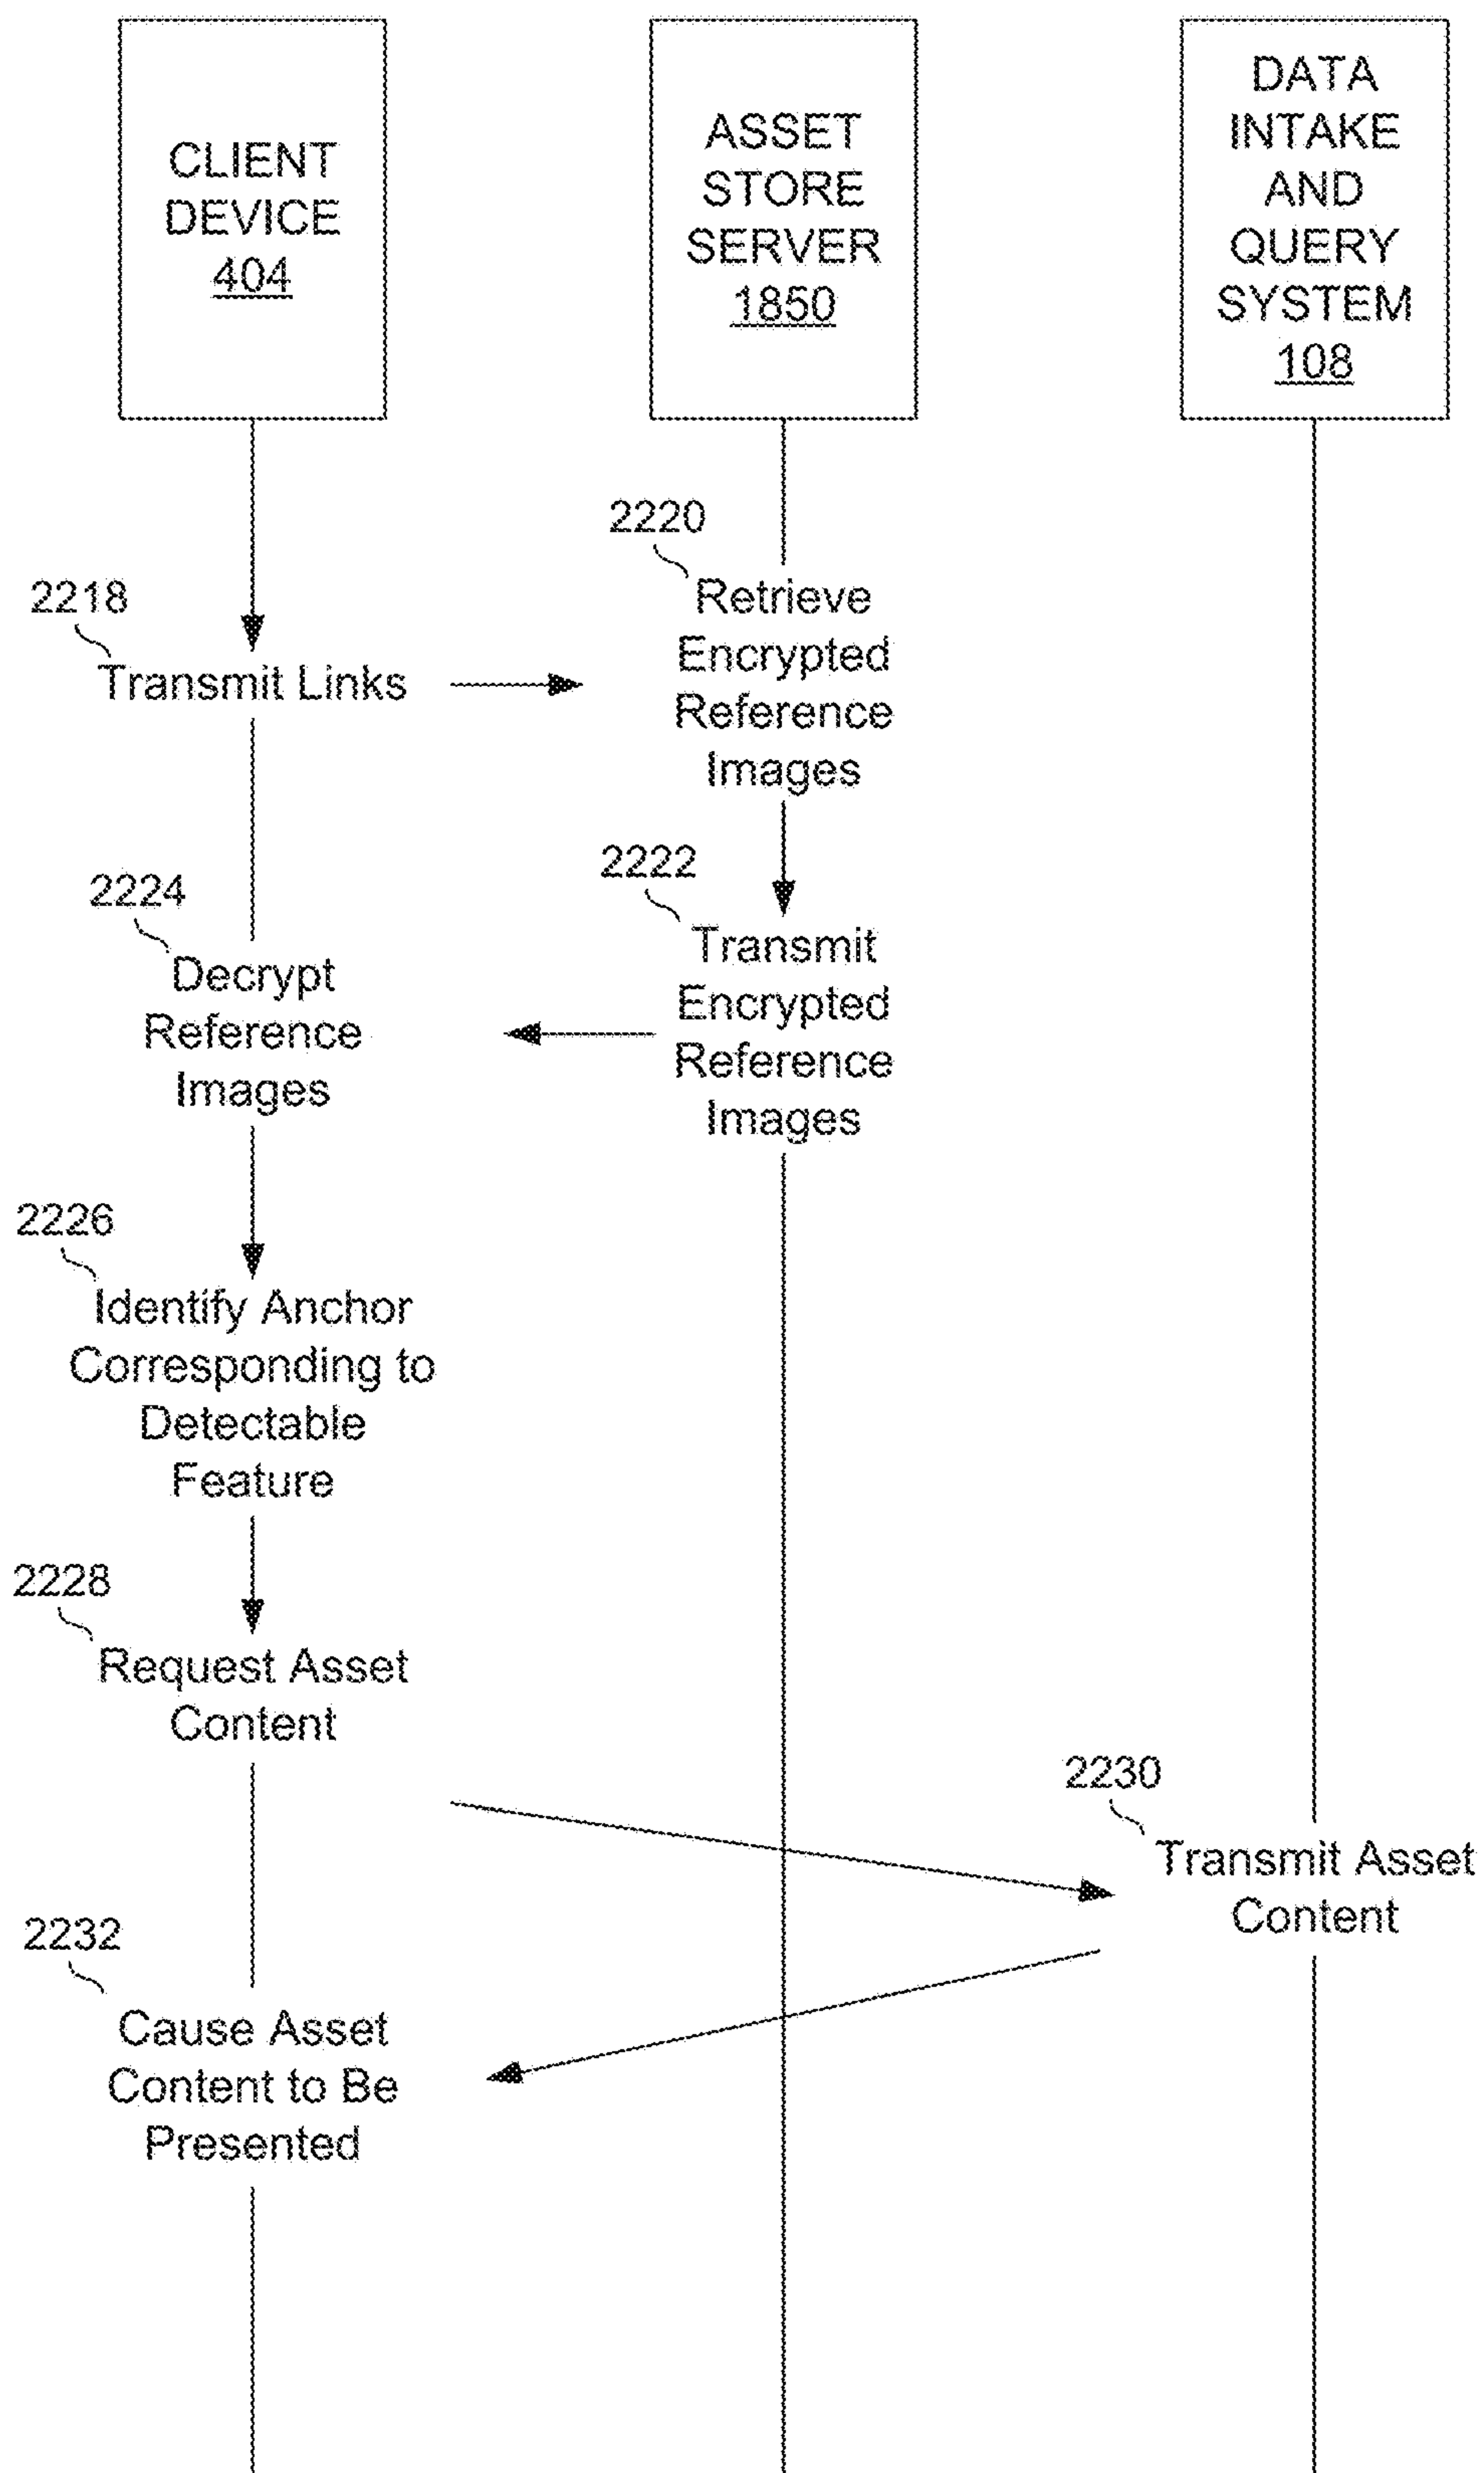 CLIENT
DEVICE
404
ASSET
STORE
SERVER
1850
DATA
INTAKE
AND
QUERY
SYSTEM
108
2218
Transmit Links
2220
Retrieve
Encrypted
Reference
Images
2222
Transmit
Encrypted
Reference
Images
2224
Decrypt
Reference
Images
2226
Identify Anchor
Corresponding to
Detectable
Feature
2228
Request Asset
Content
2230
Transmit Asset
Content
2232
Cause Asset
Content to Be
Presented